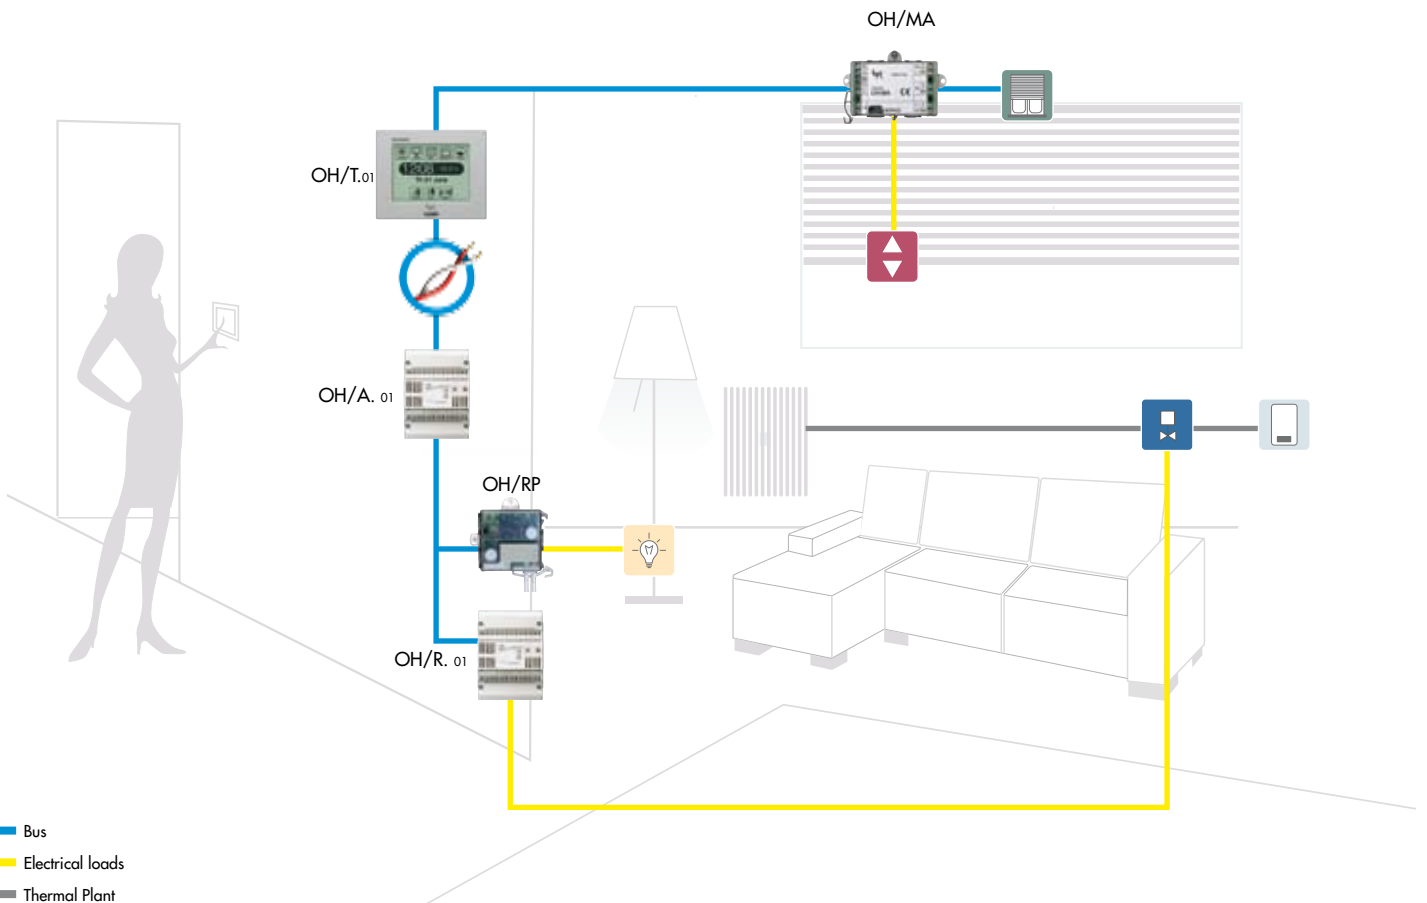 OH/MA
OH/T.01
OH/A. 01
OH/RP
OH/R. 01
Bus
Electrical loads
Thermal Plant